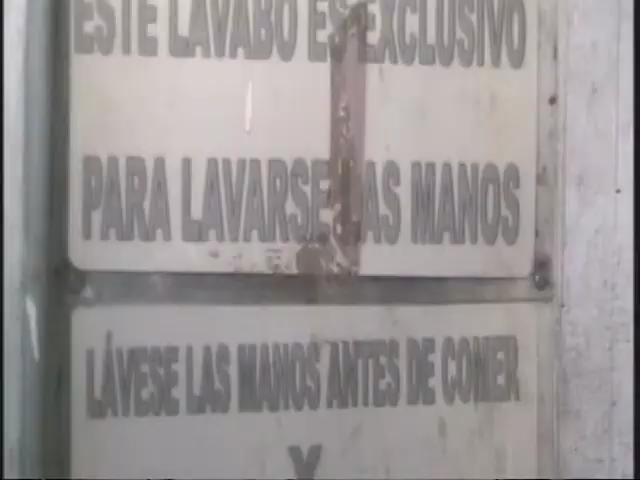 ESTE LAVABO ES EXCLUSIVO
PARA LAVARSE LAS MANOS
LÁVESE LAS MANOS ANTES DE COMER
Y